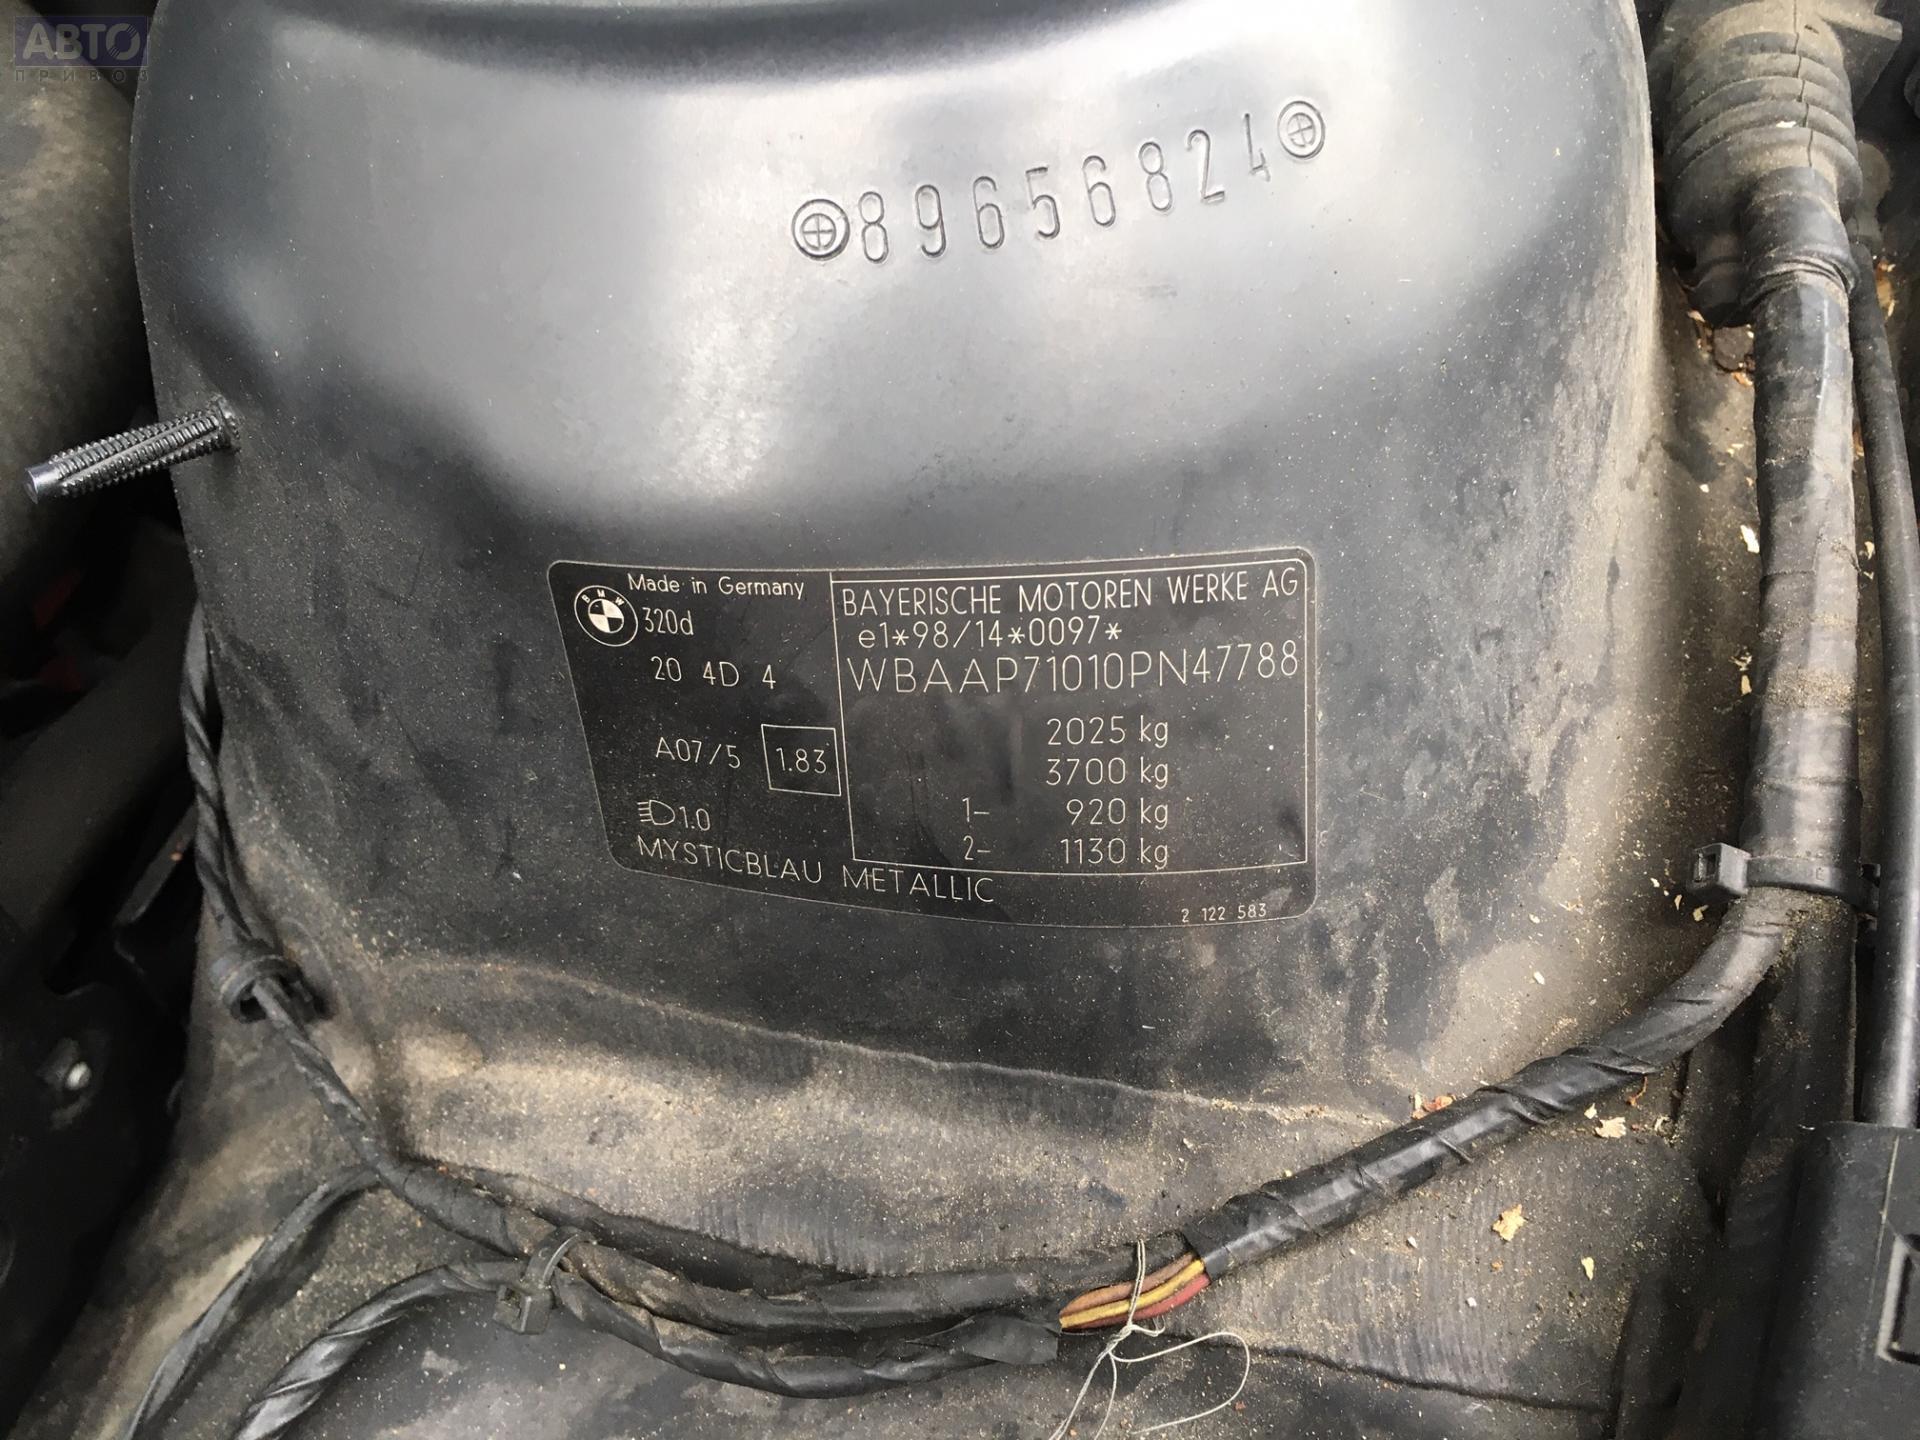 АВТО
ПРИВОЗ
89656824
Made in Germany
BMW
320d
20 4D 4
A07/5 1.83
1.0
MYSTICBLAU METALLIC
BAYERISCHE MOTOREN WERKE AG
e1*98/14*0097*
WBAAP71010PN47788
2025 kg
3700 kg
1- 920 kg
2- 1130 kg
2 122 583